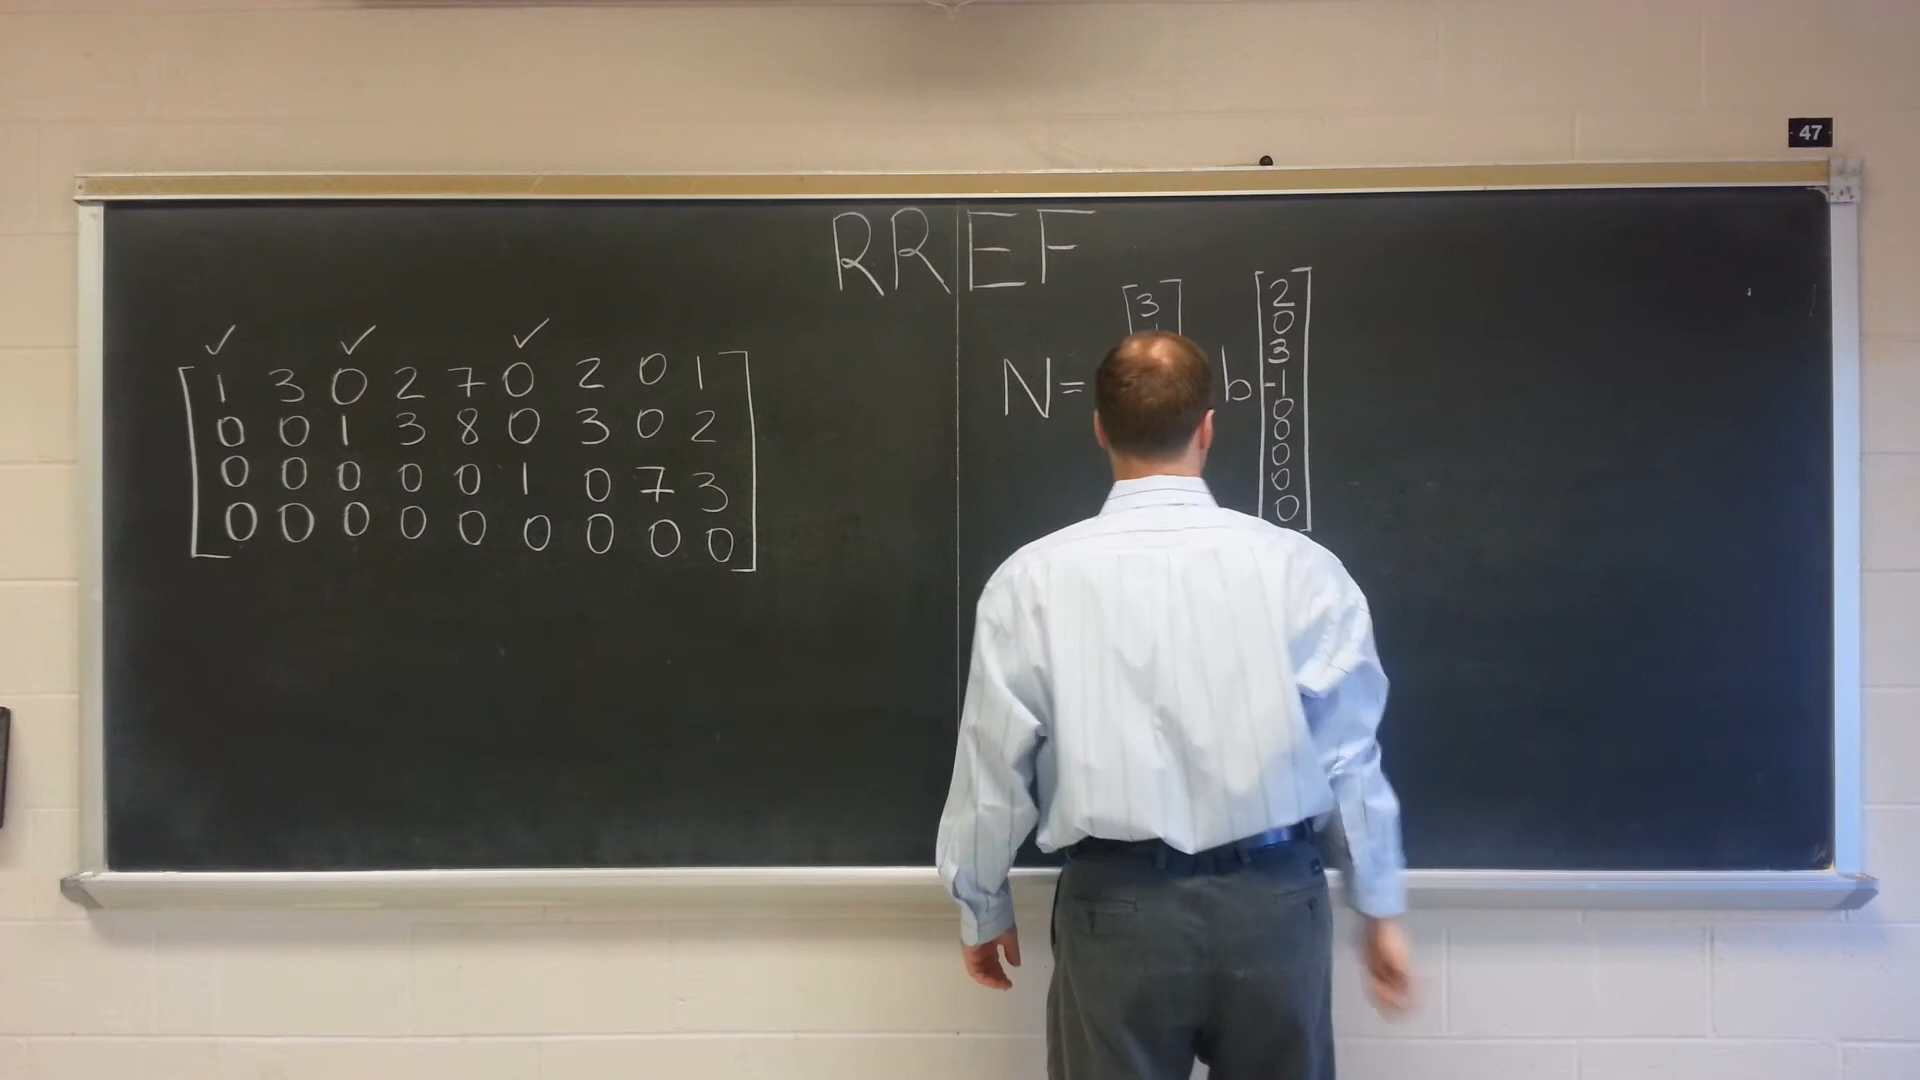 47
RREF
✓ ✓ ✓
1 3 0 2 7 0 2 0 1
0 0 1 3 8 0 3 0 2
0 0 0 0 0 1 0 7 3
0 0 0 0 0 0 0 0 0
N=
3
b
2
0
3
-1
0
0
0
0
0